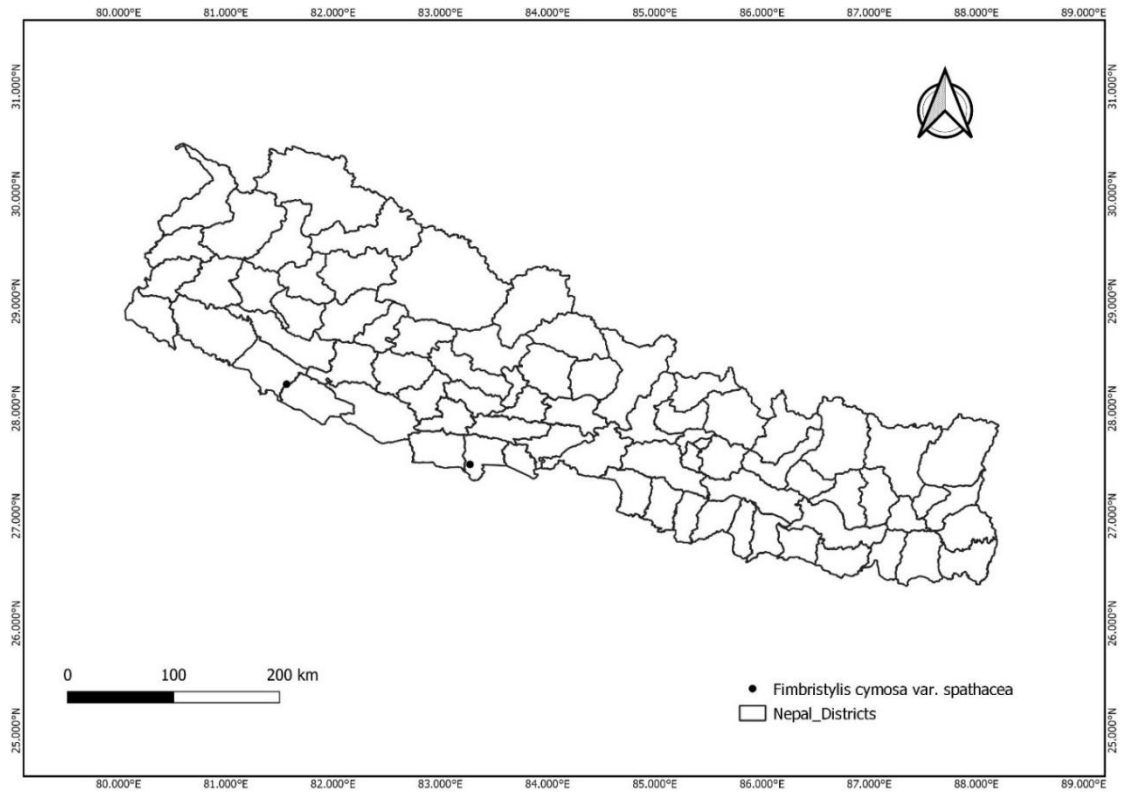 80.000°E 81.000°E 82.000°E 83.000°E 84.000°E 85.000°E 86.000°E 87.000°E 88.000°E 89.000°E
31.000°N 31.000°N
30.000°N 30.000°N
29.000°N 29.000°N
28.000°N 28.000°N
27.000°N 27.000°N
26.000°N 26.000°N
0 100 200 km
Fimbristylis cymosa var. spathacea
Nepal_Districts
25.000°N 25.000°N
80.000°E 81.000°E 82.000°E 83.000°E 84.000°E 85.000°E 86.000°E 87.000°E 88.000°E 89.000°E